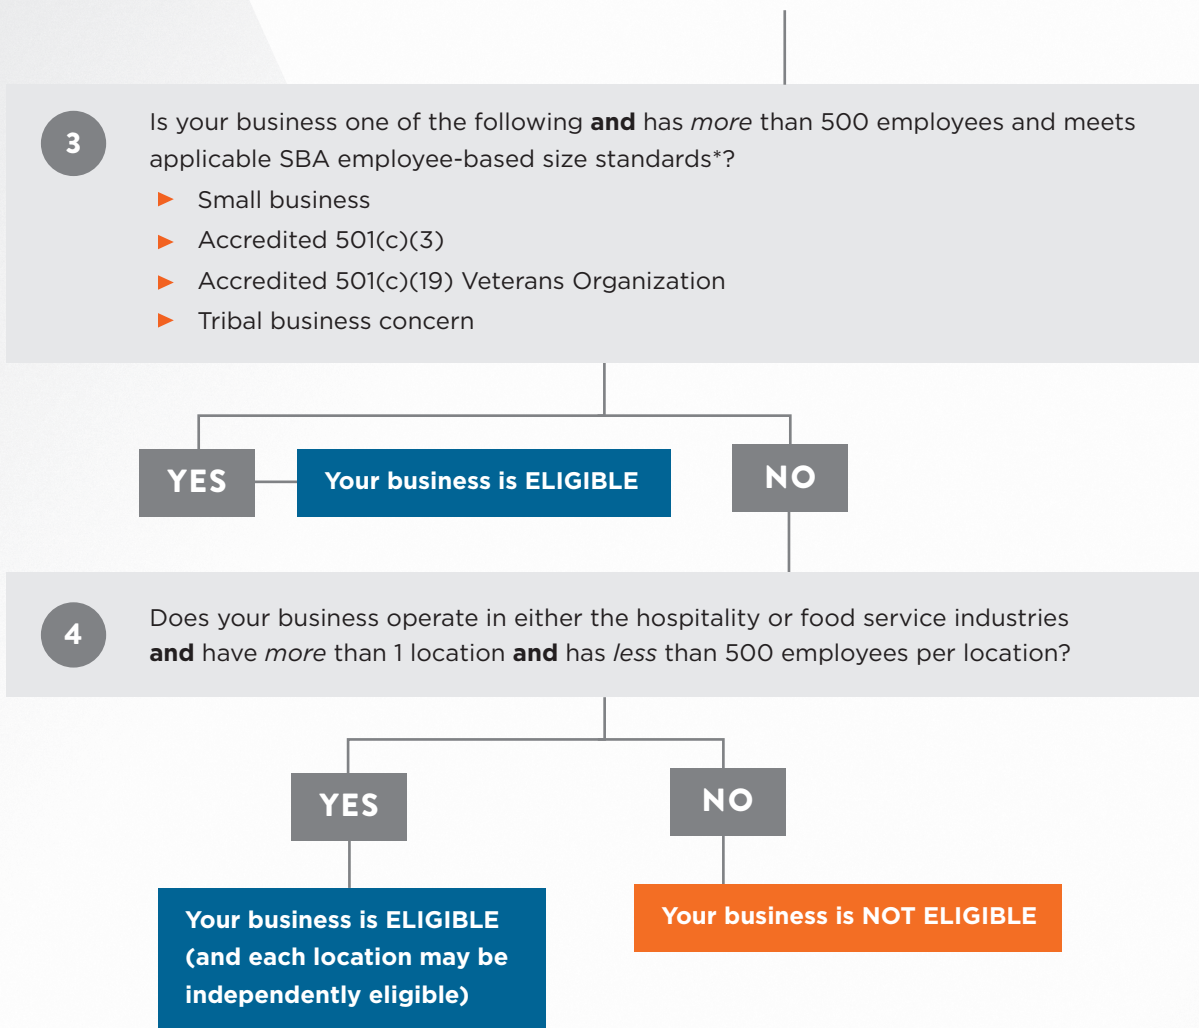 3
Is your business one of the following and has more than 500 employees and meets
applicable SBA employee-based size standards*?
Small business
Accredited 501(c)(3)
Accredited 501(c)(19) Veterans Organization
Tribal business concern
YES
Your business is ELIGIBLE
NO
4
Does your business operate in either the hospitality or food service industries
and have more than 1 location and has less than 500 employees per location?
YES
NO
Your business is ELIGIBLE
(and each location may be
independently eligible)
Your business is NOT ELIGIBLE